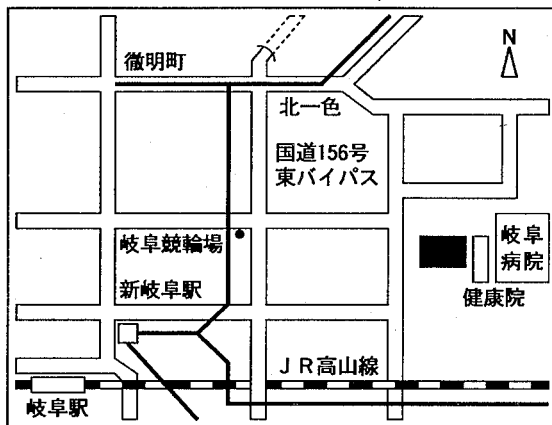 徹明町
N
北一色
国道156号
東バイパス
岐阜競輪場
岐阜
病院
新岐阜駅
健康院
JR高山線
岐阜駅